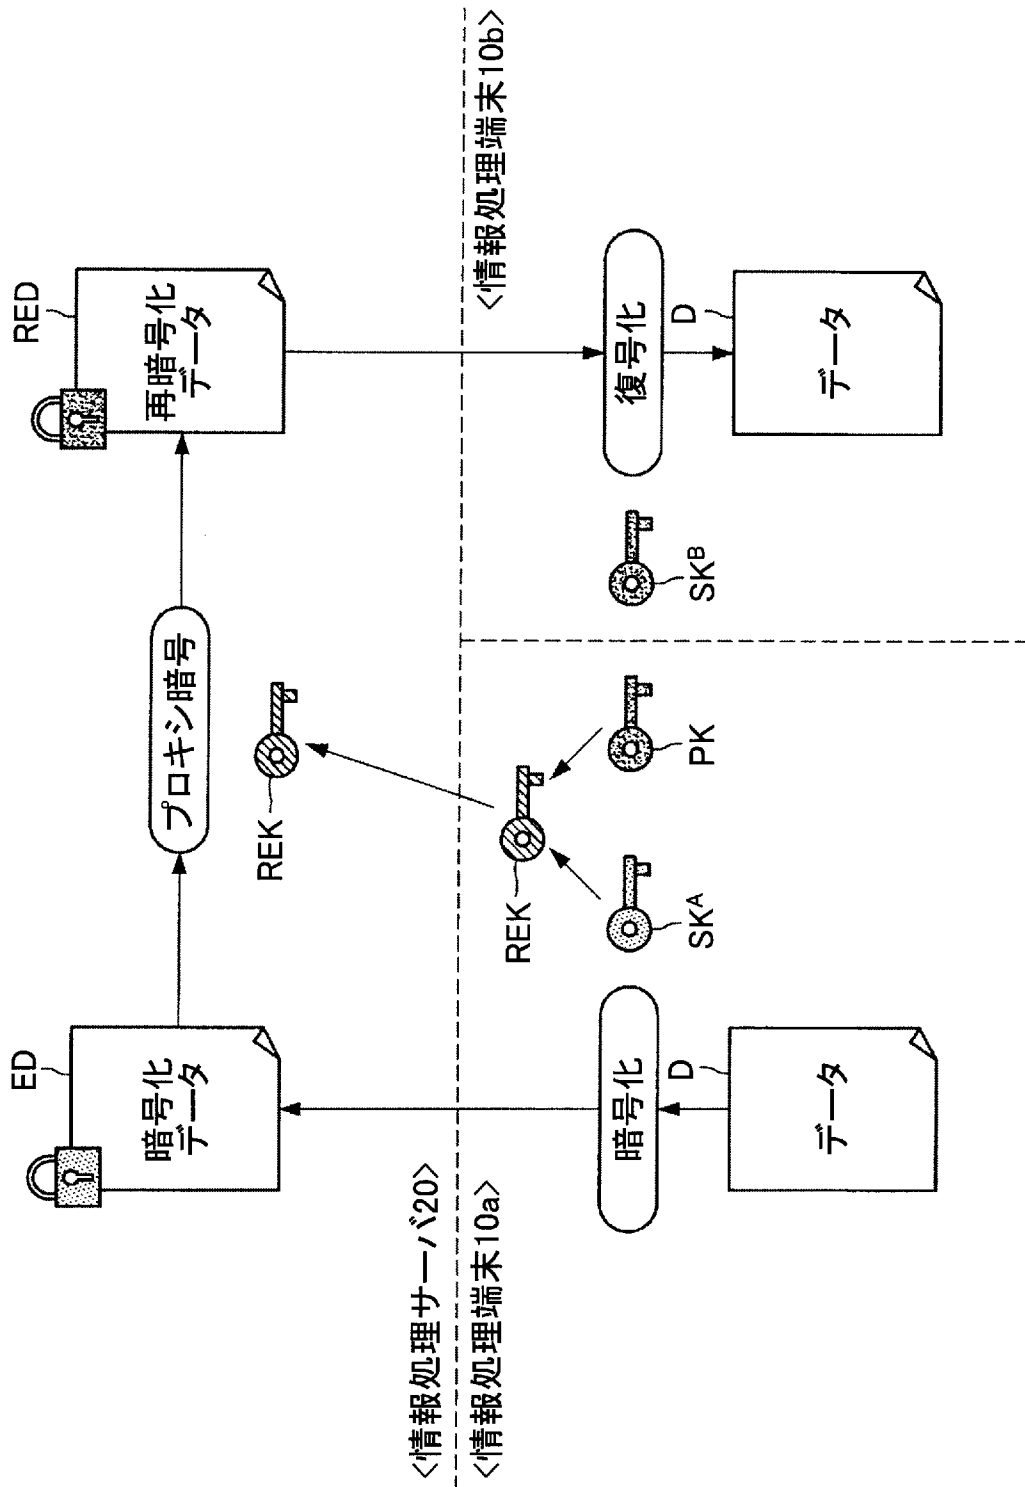 ED
暗号化
データ
プロキシ暗号
RED
再暗号化
データ
REK
<情報処理サーバ20>
<情報処理端末10a>
<情報処理端末10b>
REK
暗号化
SKA
PK
SKB
復号化
D
データ
D
データ